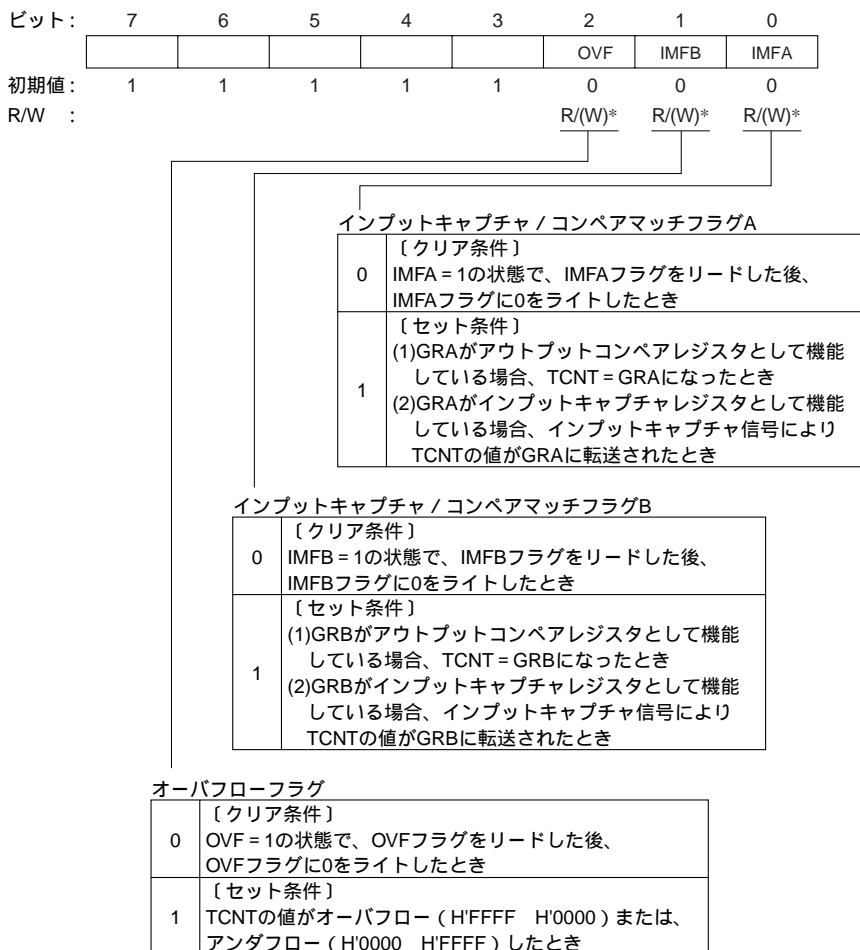 ビット: 7 6 5 4 3 2 1 0
OVF IMFB IMFA
初期値: 1 1 1 1 1 0 0 0
R/W : R/(W)* R/(W)* R/(W)*
インプットキャプチャ / コンペアマッチフラグA
〔クリア条件〕
0 IMFA = 1の状態で、IMFAフラグをリードした後、
IMFAフラグに0をライトしたとき
〔セット条件〕
(1)GRAがアウトプットコンペアレジスタとして機能
している場合、TCNT = GRAになったとき
1
(2)GRAがインプットキャプチャレジスタとして機能
している場合、インプットキャプチャ信号により
TCNTの値がGRAに転送されたとき
インプットキャプチャ / コンペアマッチフラグB
〔クリア条件〕
0 IMFB = 1の状態で、IMFBフラグをリードした後、
IMFBフラグに0をライトしたとき
〔セット条件〕
(1)GRBがアウトプットコンペアレジスタとして機能
している場合、TCNT = GRBになったとき
1
(2)GRBがインプットキャプチャレジスタとして機能
している場合、インプットキャプチャ信号により
TCNTの値がGRBに転送されたとき
オーバフローフラグ
〔クリア条件〕
0 OVF = 1の状態で、OVFフラグをリードした後、
OVFフラグに0をライトしたとき
〔セット条件〕
1 TCNTの値がオーバフロー ( H'FFFF H'0000 ) または、
アンダフロー ( H'0000 H'FFFF ) したとき